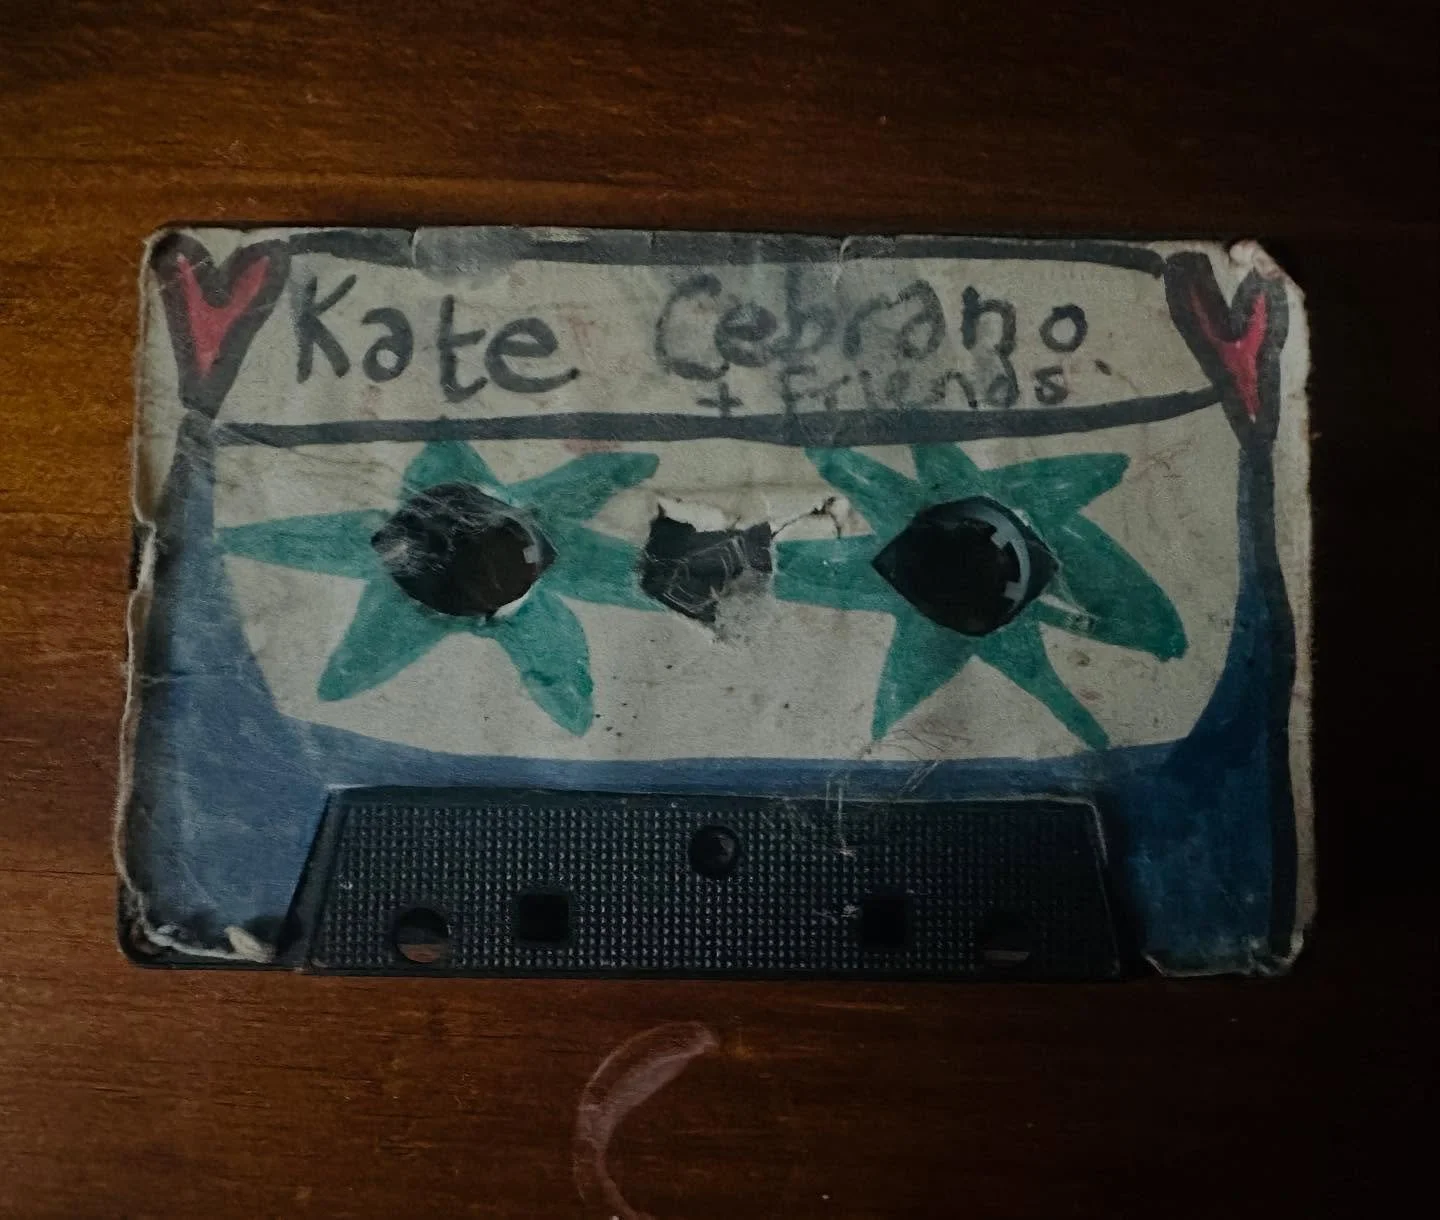 Kate Cebrano
+ Friends